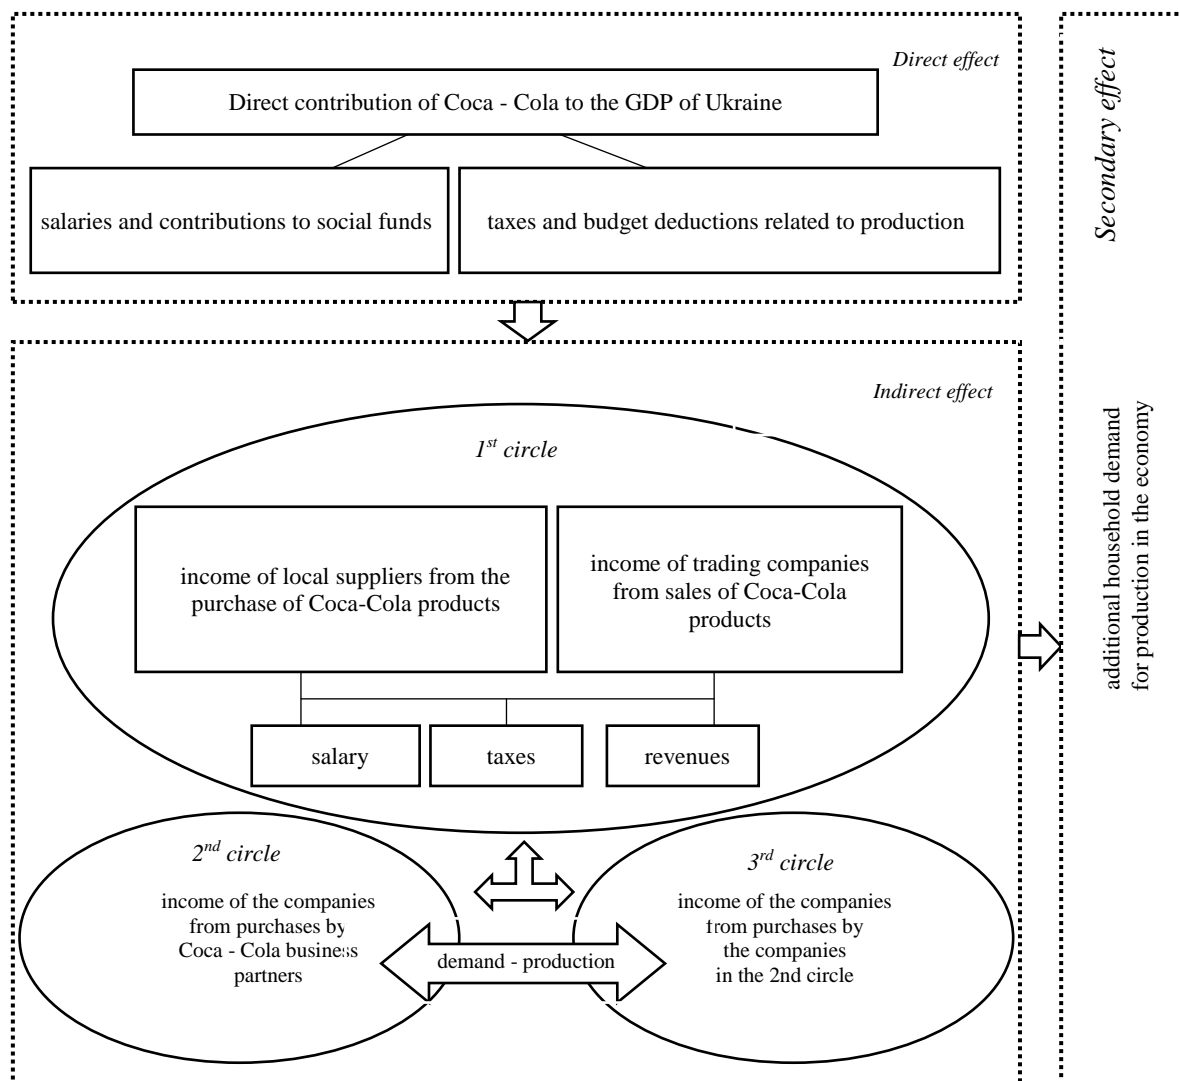 Direct effect
Direct contribution of Coca - Cola to the GDP of Ukraine
salaries and contributions to social funds
taxes and budget deductions related to production
Secondary effect
additional household demand
for production in the economy
Indirect effect
1st circle
income of local suppliers from the
purchase of Coca-Cola products
income of trading companies
from sales of Coca-Cola
products
salary
taxes
revenues
2nd circle
income of the companies
from purchases by
Coca - Cola business
partners
demand - production
3rd circle
income of the companies
from purchases by
the companies
in the 2nd circle